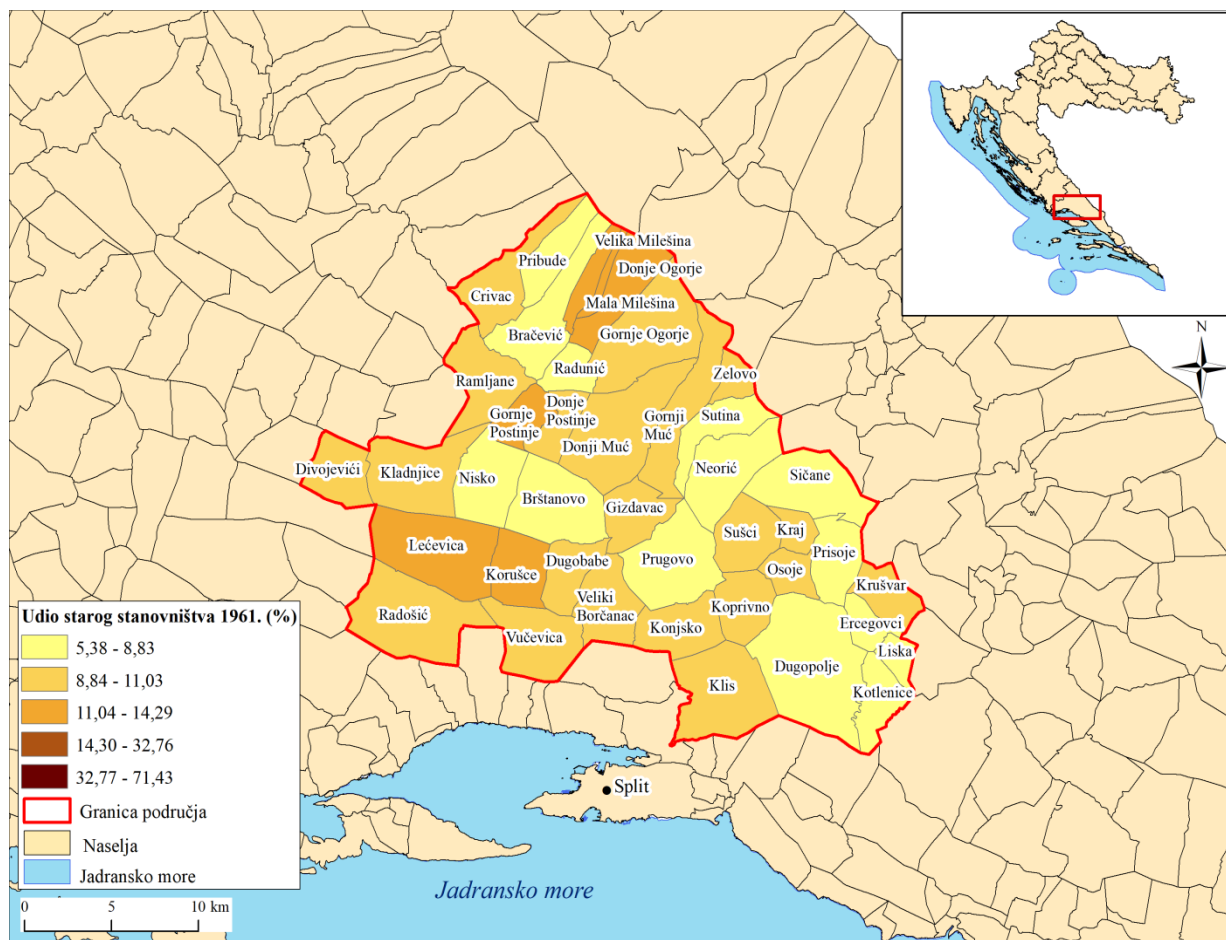 N
Velika Milešina
Pribude
Donje Ogorje
Crivac
Mala Milešina
Bračević
Gornje Ogorje
Radunić
Ramljane
Zelovo
Gornje
Postinje
Donje
Postinje
Gornji
Muć
Sutina
Donji Muć
Divojevići
Kladnjice
Nisko
Neorić
Sičane
Brštanovo
Gizdavac
Sušci
Kraj
Lećevica
Prisoje
Korušce
Dugobabe
Prugovo
Osoje
Krušvar
Veliki
Borčanac
Koprivno
Radošić
Vučevica
Konjsko
Ercegovci
Liska
Dugopolje
Klis
Kotlenice
Split
Jadransko more
Udio starog stanovništva 1961. (%)
5,38 - 8,83
8,84 - 11,03
11,04 - 14,29
14,30 - 32,76
32,77 - 71,43
Granica područja
Naselja
Jadransko more
0 5 10 km